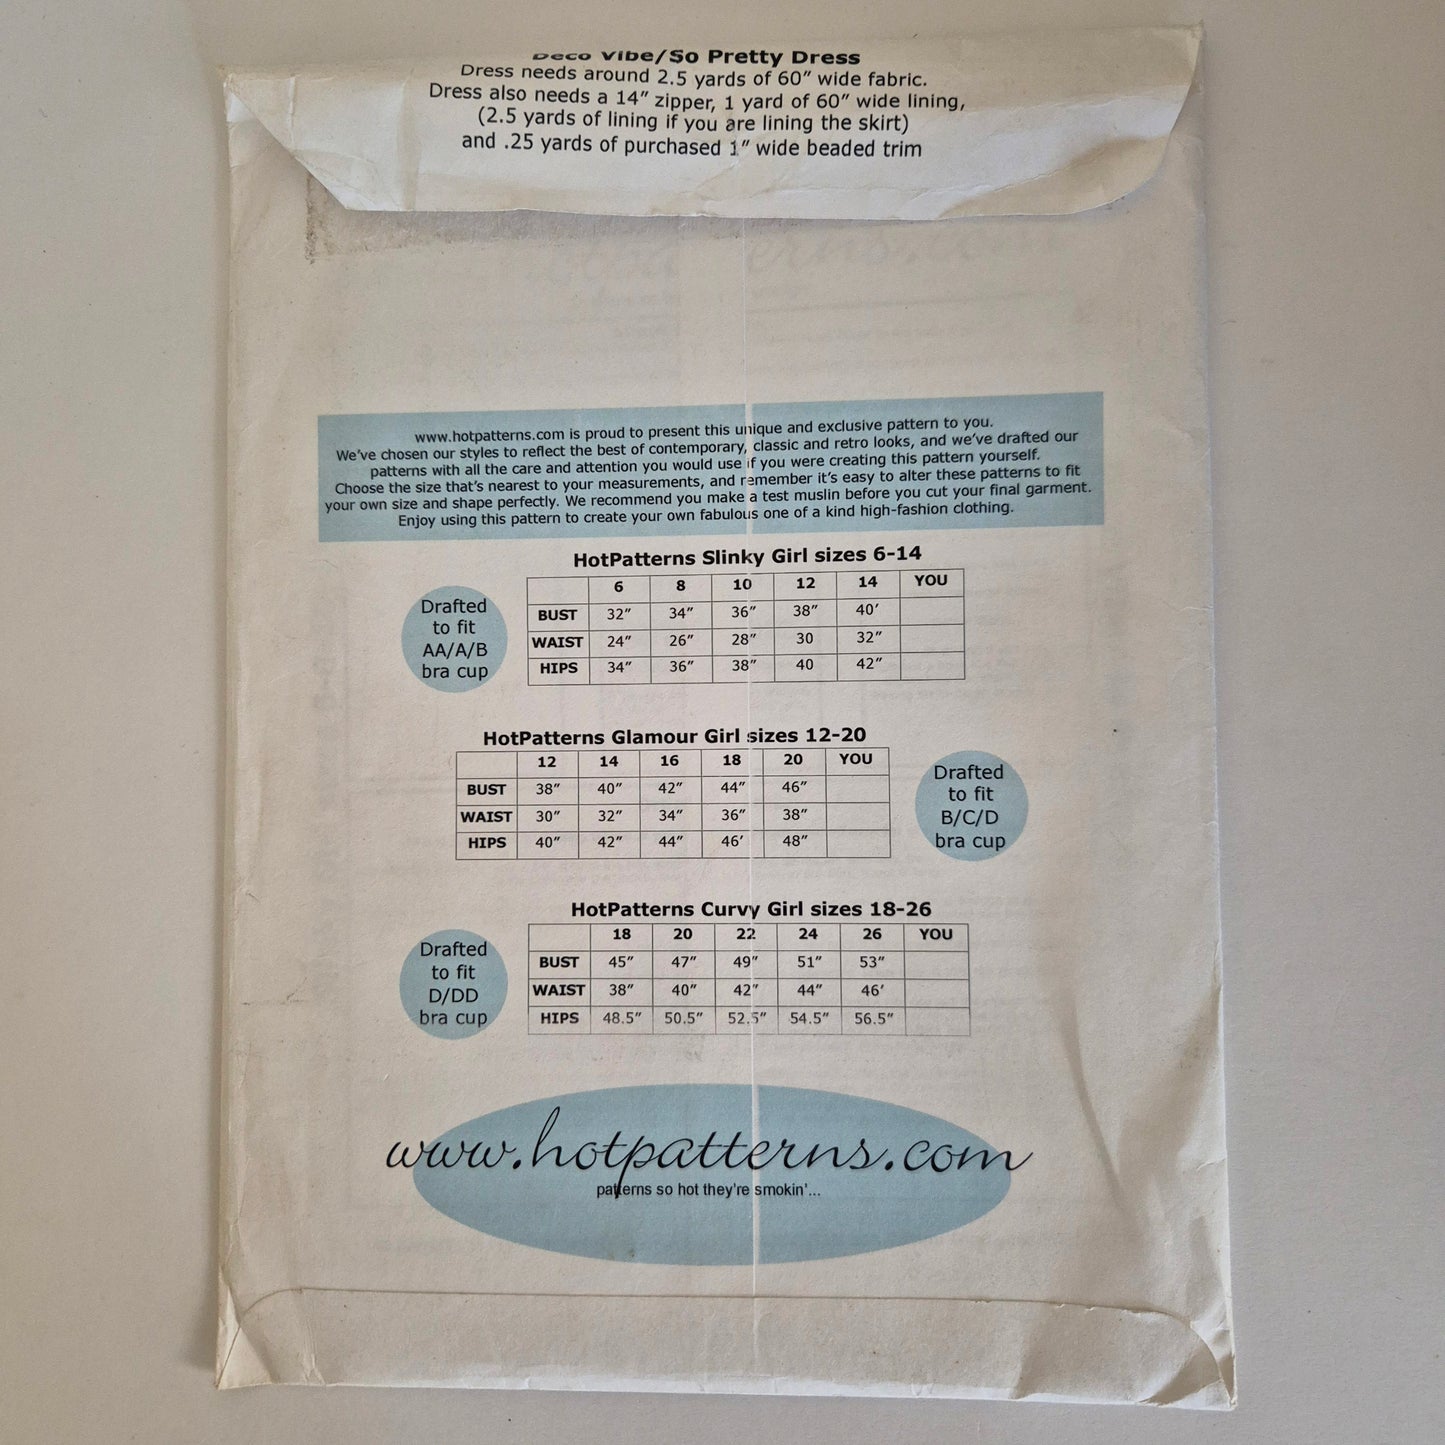 Deco Vibe/So Pretty Dress
Dress needs around 2.5 yards of 60” wide fabric.
Dress also needs a 14” zipper, 1 yard of 60” wide lining,
(2.5 yards of lining if you are lining the skirt)
and .25 yards of purchased 1” wide beaded trim
www.hotpatterns.com is proud to present this unique and exclusive pattern to you.
We’ve chosen our styles to reflect the best of contemporary, classic and retro looks, and we’ve drafted our
patterns with all the care and attention you would use if you were creating this pattern yourself.
Choose the size that’s nearest to your measurements, and remember it’s easy to alter these patterns to fit
your own size and shape perfectly. We recommend you make a test muslin before you cut your final garment.
Enjoy using this pattern to create your own fabulous one of a kind high-fashion clothing.
HotPatterns Slinky Girl sizes 6-14
6 8 10 12 14 YOU
BUST 32” 34” 36” 38” 40’
WAIST 24” 26” 28” 30 32”
HIPS 34” 36” 38” 40 42”
Drafted
to fit
AA/A/B
bra cup
HotPatterns Glamour Girl sizes 12-20
12 14 16 18 20 YOU
BUST 38” 40” 42” 44” 46”
WAIST 30” 32” 34” 36” 38”
HIPS 40” 42” 44” 46’ 48”
Drafted
to fit
B/C/D
bra cup
HotPatterns Curvy Girl sizes 18-26
18 20 22 24 26 YOU
BUST 45” 47” 49” 51” 53”
WAIST 38” 40” 42” 44” 46’
HIPS 48.5” 50.5” 52.5” 54.5” 56.5”
Drafted
to fit
D/DD
bra cup
www.hotpatterns.com
patterns so hot they're smokin'...